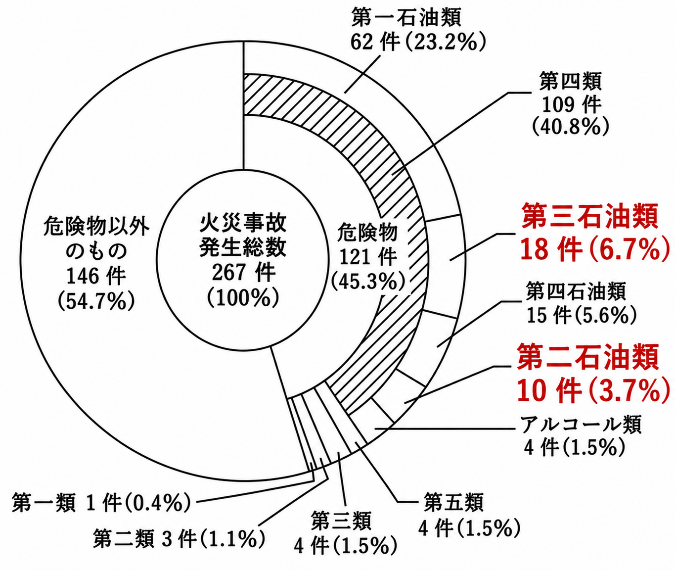 第一石油類
62 件(23.2%)
第四類
109 件
(40.8%)
危険物以外
のもの
146 件
(54.7%)
火災事故
発生総数
267 件
(100%)
危険物
121 件
(45.3%)
第三石油類
18 件(6.7%)
第四石油類
15 件(5.6%)
第二石油類
10 件(3.7%)
アルコール類
4 件(1.5%)
第一類 1 件(0.4%)
第二類 3 件(1.1%)
第三類
4 件(1.5%)
第五類
4 件(1.5%)